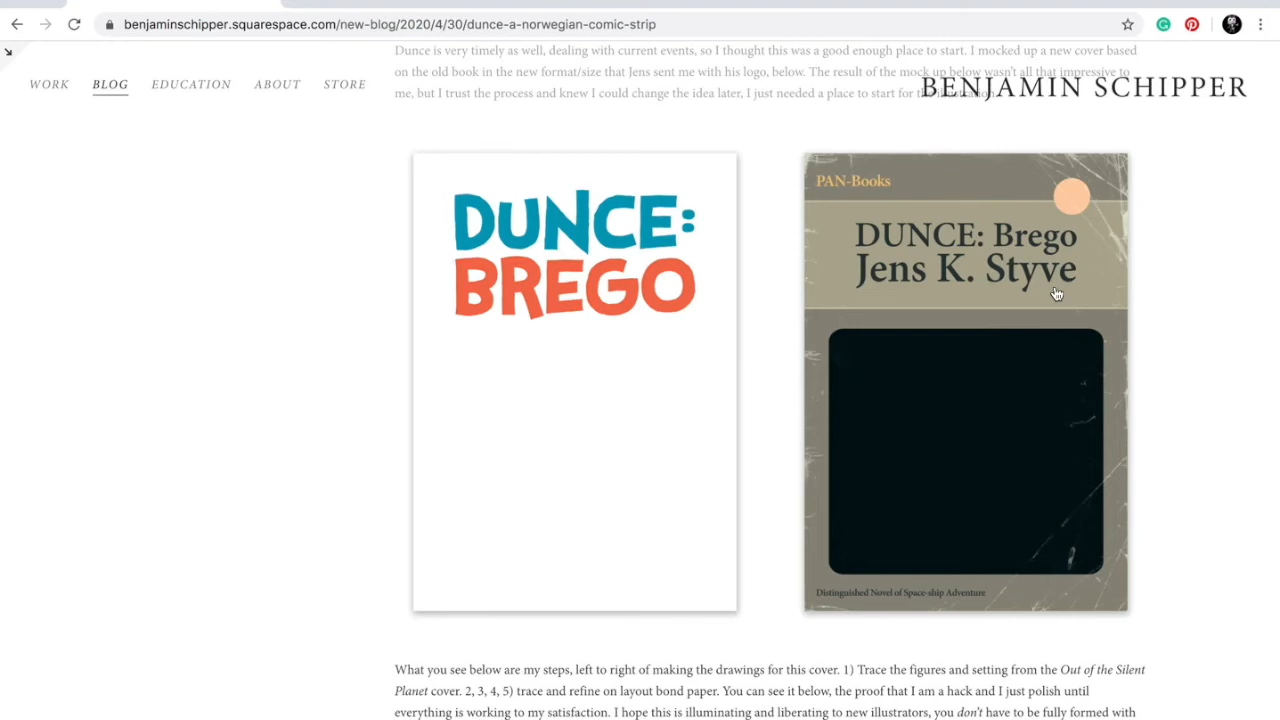 benjaminschipper.squarespace.com/new-blog/2020/4/30/dunce-a-norwegian-comic-strip
Dunce is very timely as well, dealing with current events, so I thought this was a good enough place to start. I mocked up a new cover based
on the old book in the new format/size that Jens sent me with his logo, below. The result of the mock up below wasn't all that impressive to
me, but I trust the process and knew I could change the idea later, I just needed a place to start for the illustration.
WORK BLOG EDUCATION ABOUT STORE
BENJAMIN SCHIPPER
DUNCE:
BREGO
PAN-Books
DUNCE: Brego
Jens K. Styve
Distinguished Novel of Space-ship Adventure
What you see below are my steps, left to right of making the drawings for this cover. 1) Trace the figures and setting from the Out of the Silent
Planet cover. 2, 3, 4, 5) trace and refine on layout bond paper. You can see it below, the proof that I am a hack and I just polish until
everything is working to my satisfaction. I hope this is illuminating and liberating to new illustrators, you don't have to be fully formed with